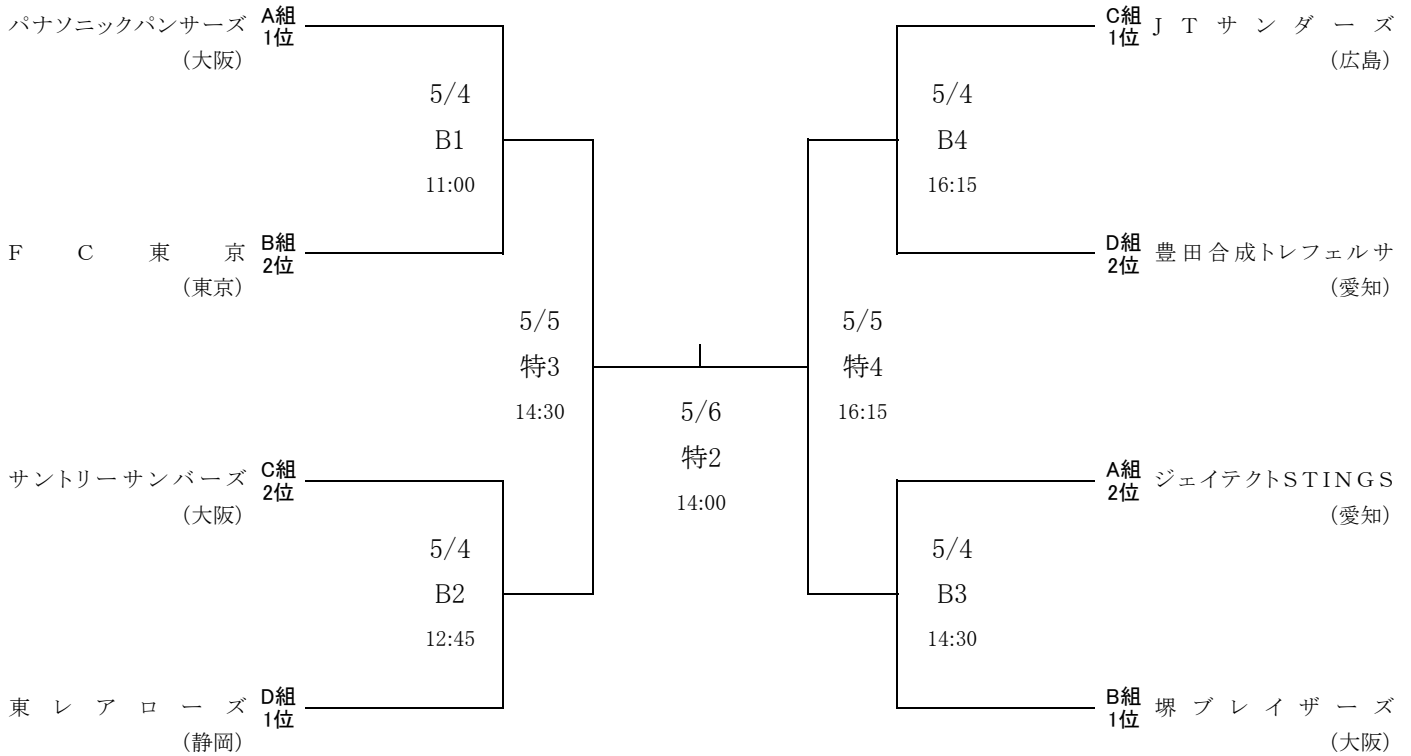 パナソニックパンサーズ A組 1位
(大阪)
5/4
B1
11:00
FC東京 B組 2位
(東京)
5/5
特3
14:30
サントリーサンバーズ C組 2位
(大阪)
5/4
B2
12:45
東レアローズ D組 1位
(静岡)
5/6
特2
14:00
C組 1位 JTサンダーズ
(広島)
5/4
B4
16:15
D組 2位 豊田合成トレフェルサ
(愛知)
5/5
特4
16:15
A組 2位 ジェイテクトSTINGS
(愛知)
5/4
B3
14:30
B組 1位 堺ブレイザーズ
(大阪)